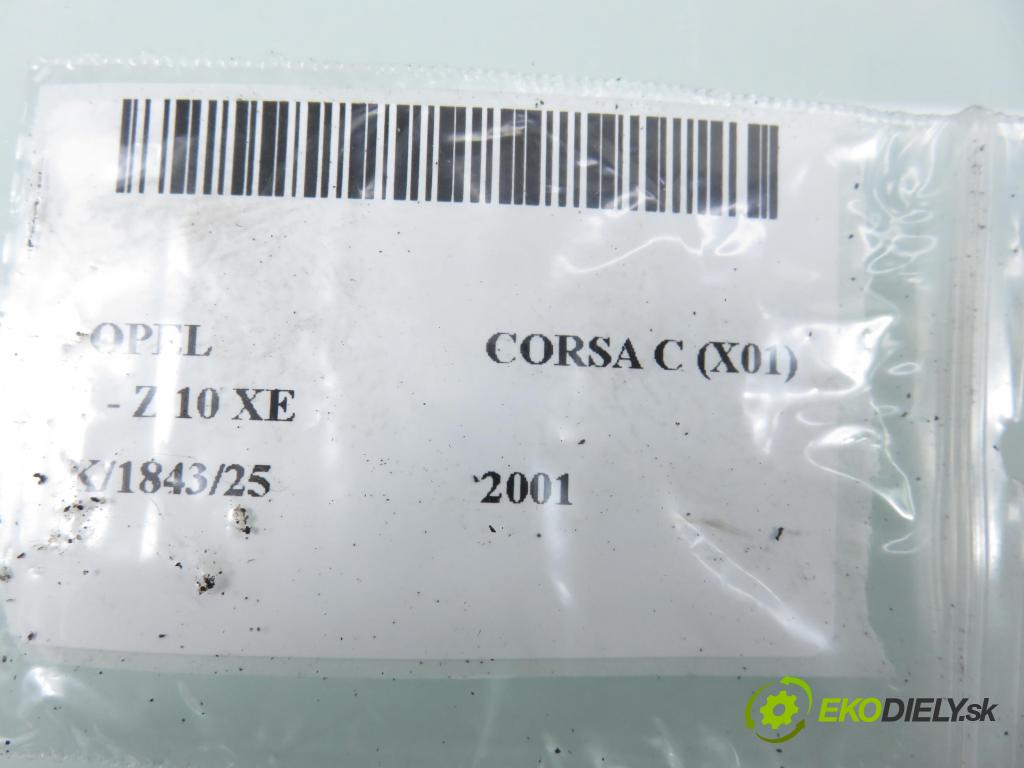 OPEL CORSA C (X01)
- Z 10 XE
K/1843/25 2001
EKODIELY.sk